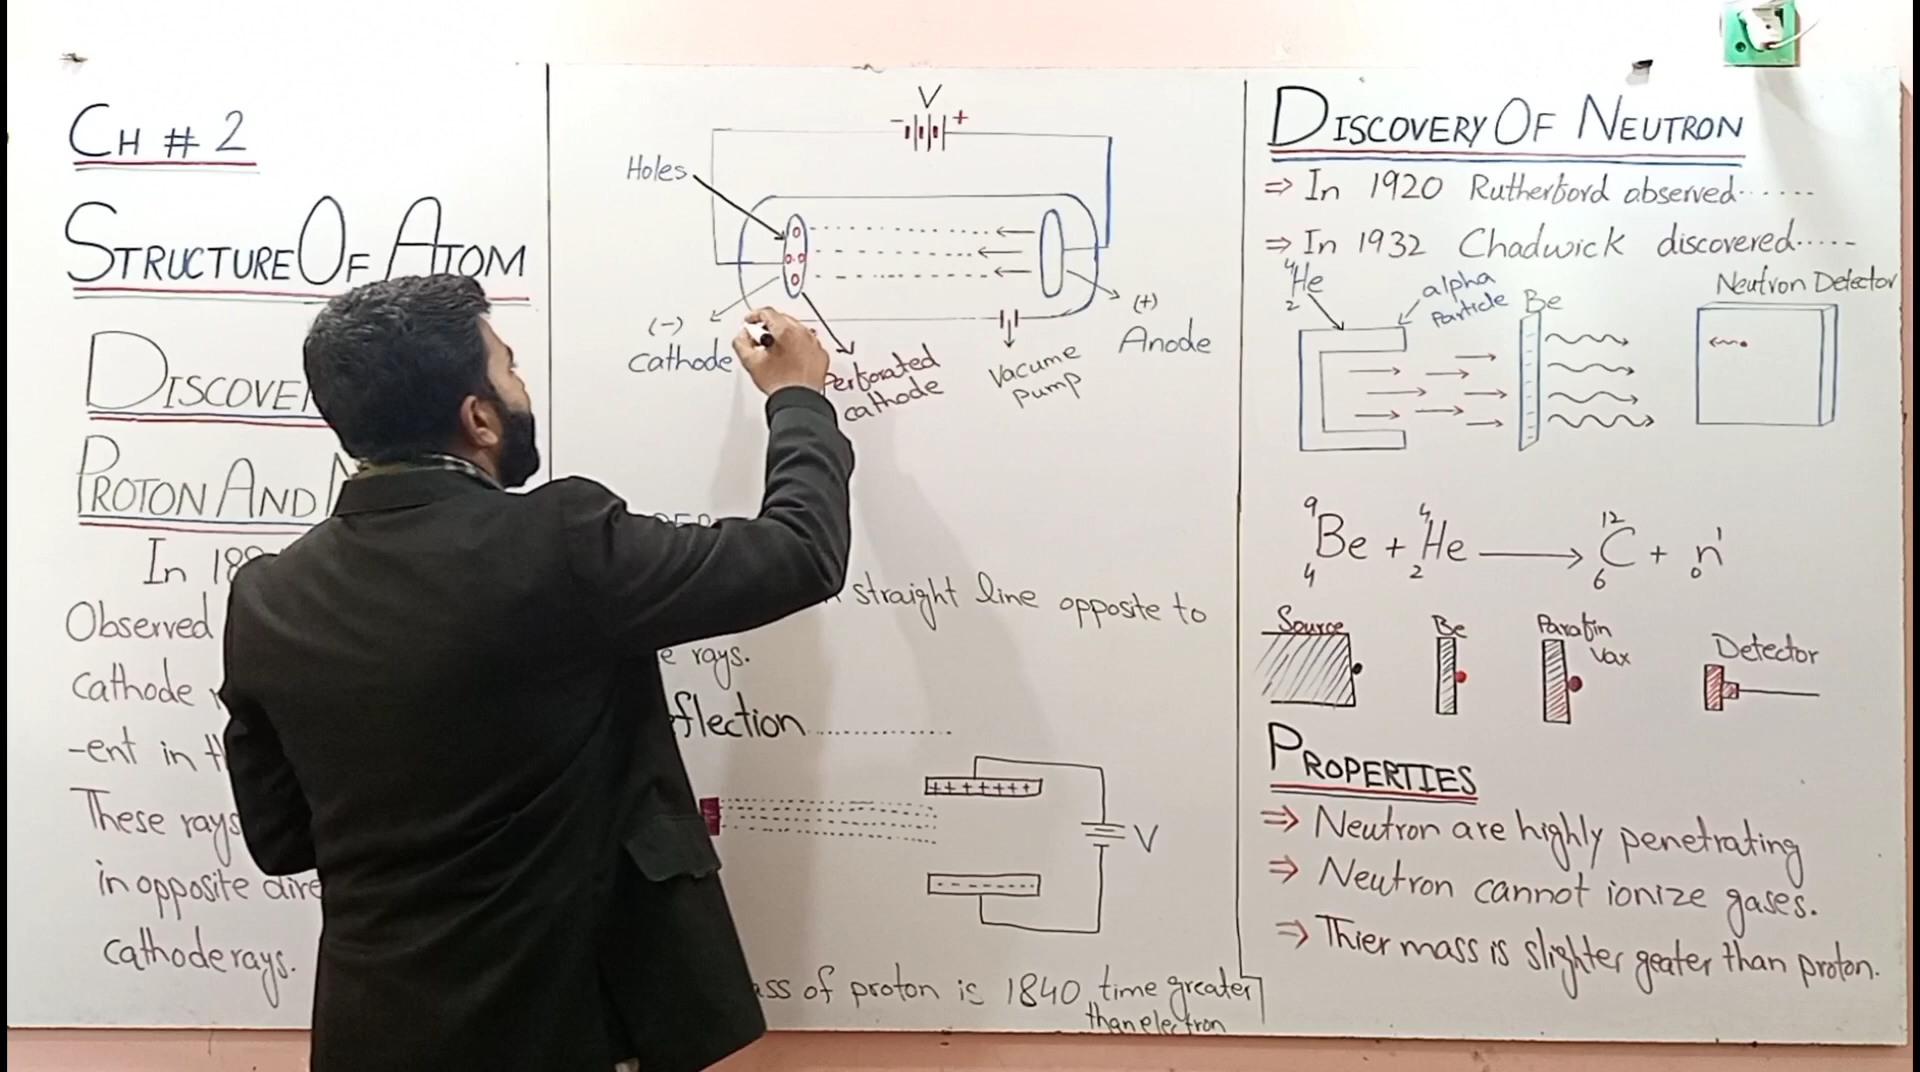 CH # 2
STRUCTURE OF ATOM
DISCOVE
PROTON AND
In 18
Observed
cathode
-ent in th
These rays
in opposite dire
cathode rays.
V
- +
Holes
(-)
Cathode
Perforated
cathode
Vacume
Pump
(+)
Anode
straight line opposite to
e rays.
flection..............
+ + + + + + +
- - - - - -
V
ass of proton is 1840 time greater
than electron
DISCOVERY OF NEUTRON
⇒ In 1920 Rutherford observed.......
⇒ In 1932 Chadwick discovered.....
4
He
2
alpha
Particle
Be
Neutron Detector
9 4 12 1
Be + He ⟶ C + n
4 2 6 0
Source
Be
Parafin
Vax
Detector
PROPERTIES
⇒ Neutron are highly penetrating
⇒ Neutron cannot ionize gases.
⇒ Thier mass is slighter geater than proton.